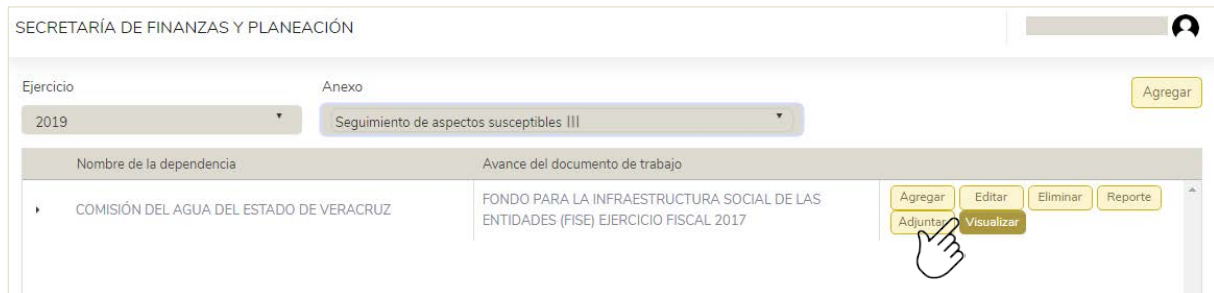 SECRETARÍA DE FINANZAS Y PLANEACIÓN
Ejercicio
Anexo
Agregar
2019
Seguimiento de aspectos susceptibles III
Nombre de la dependencia
Avance del documento de trabajo
COMISIÓN DEL AGUA DEL ESTADO DE VERACRUZ
FONDO PARA LA INFRAESTRUCTURA SOCIAL DE LAS
ENTIDADES (FISE) EJERCICIO FISCAL 2017
Agregar Editar Eliminar Reporte
Adjuntar Visualizar